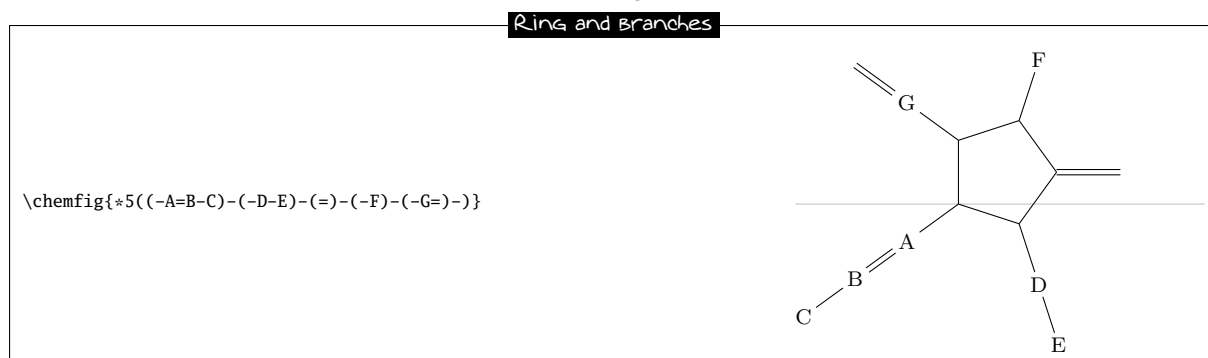 Ring and Branches
\chemfig{*5((-A=B-C)-(-D-E)-(=)-(-F)-(-G=)-)}
F
G
A
B
D
C
E